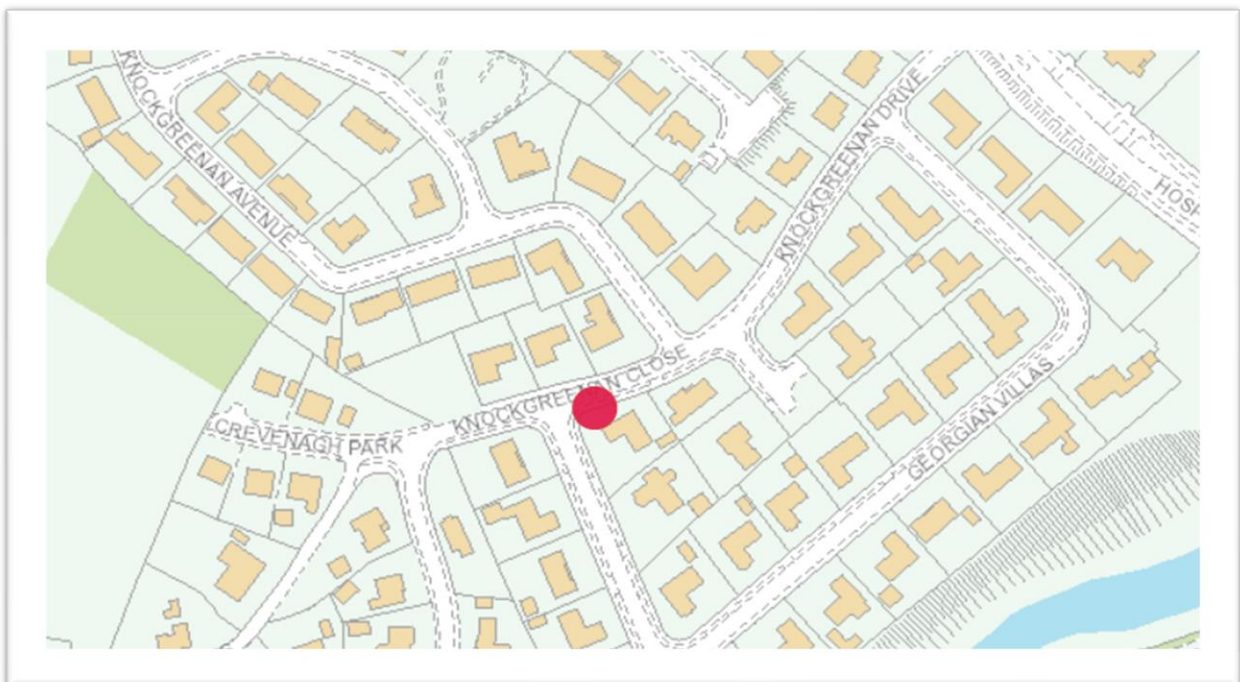 KNOCKGREENAN AVENUE
KNOCKGREENAN DRIVE
HOSP
KNOCKGREENAN CLOSE
CREVENAGH PARK
GEORGIAN VILLAS